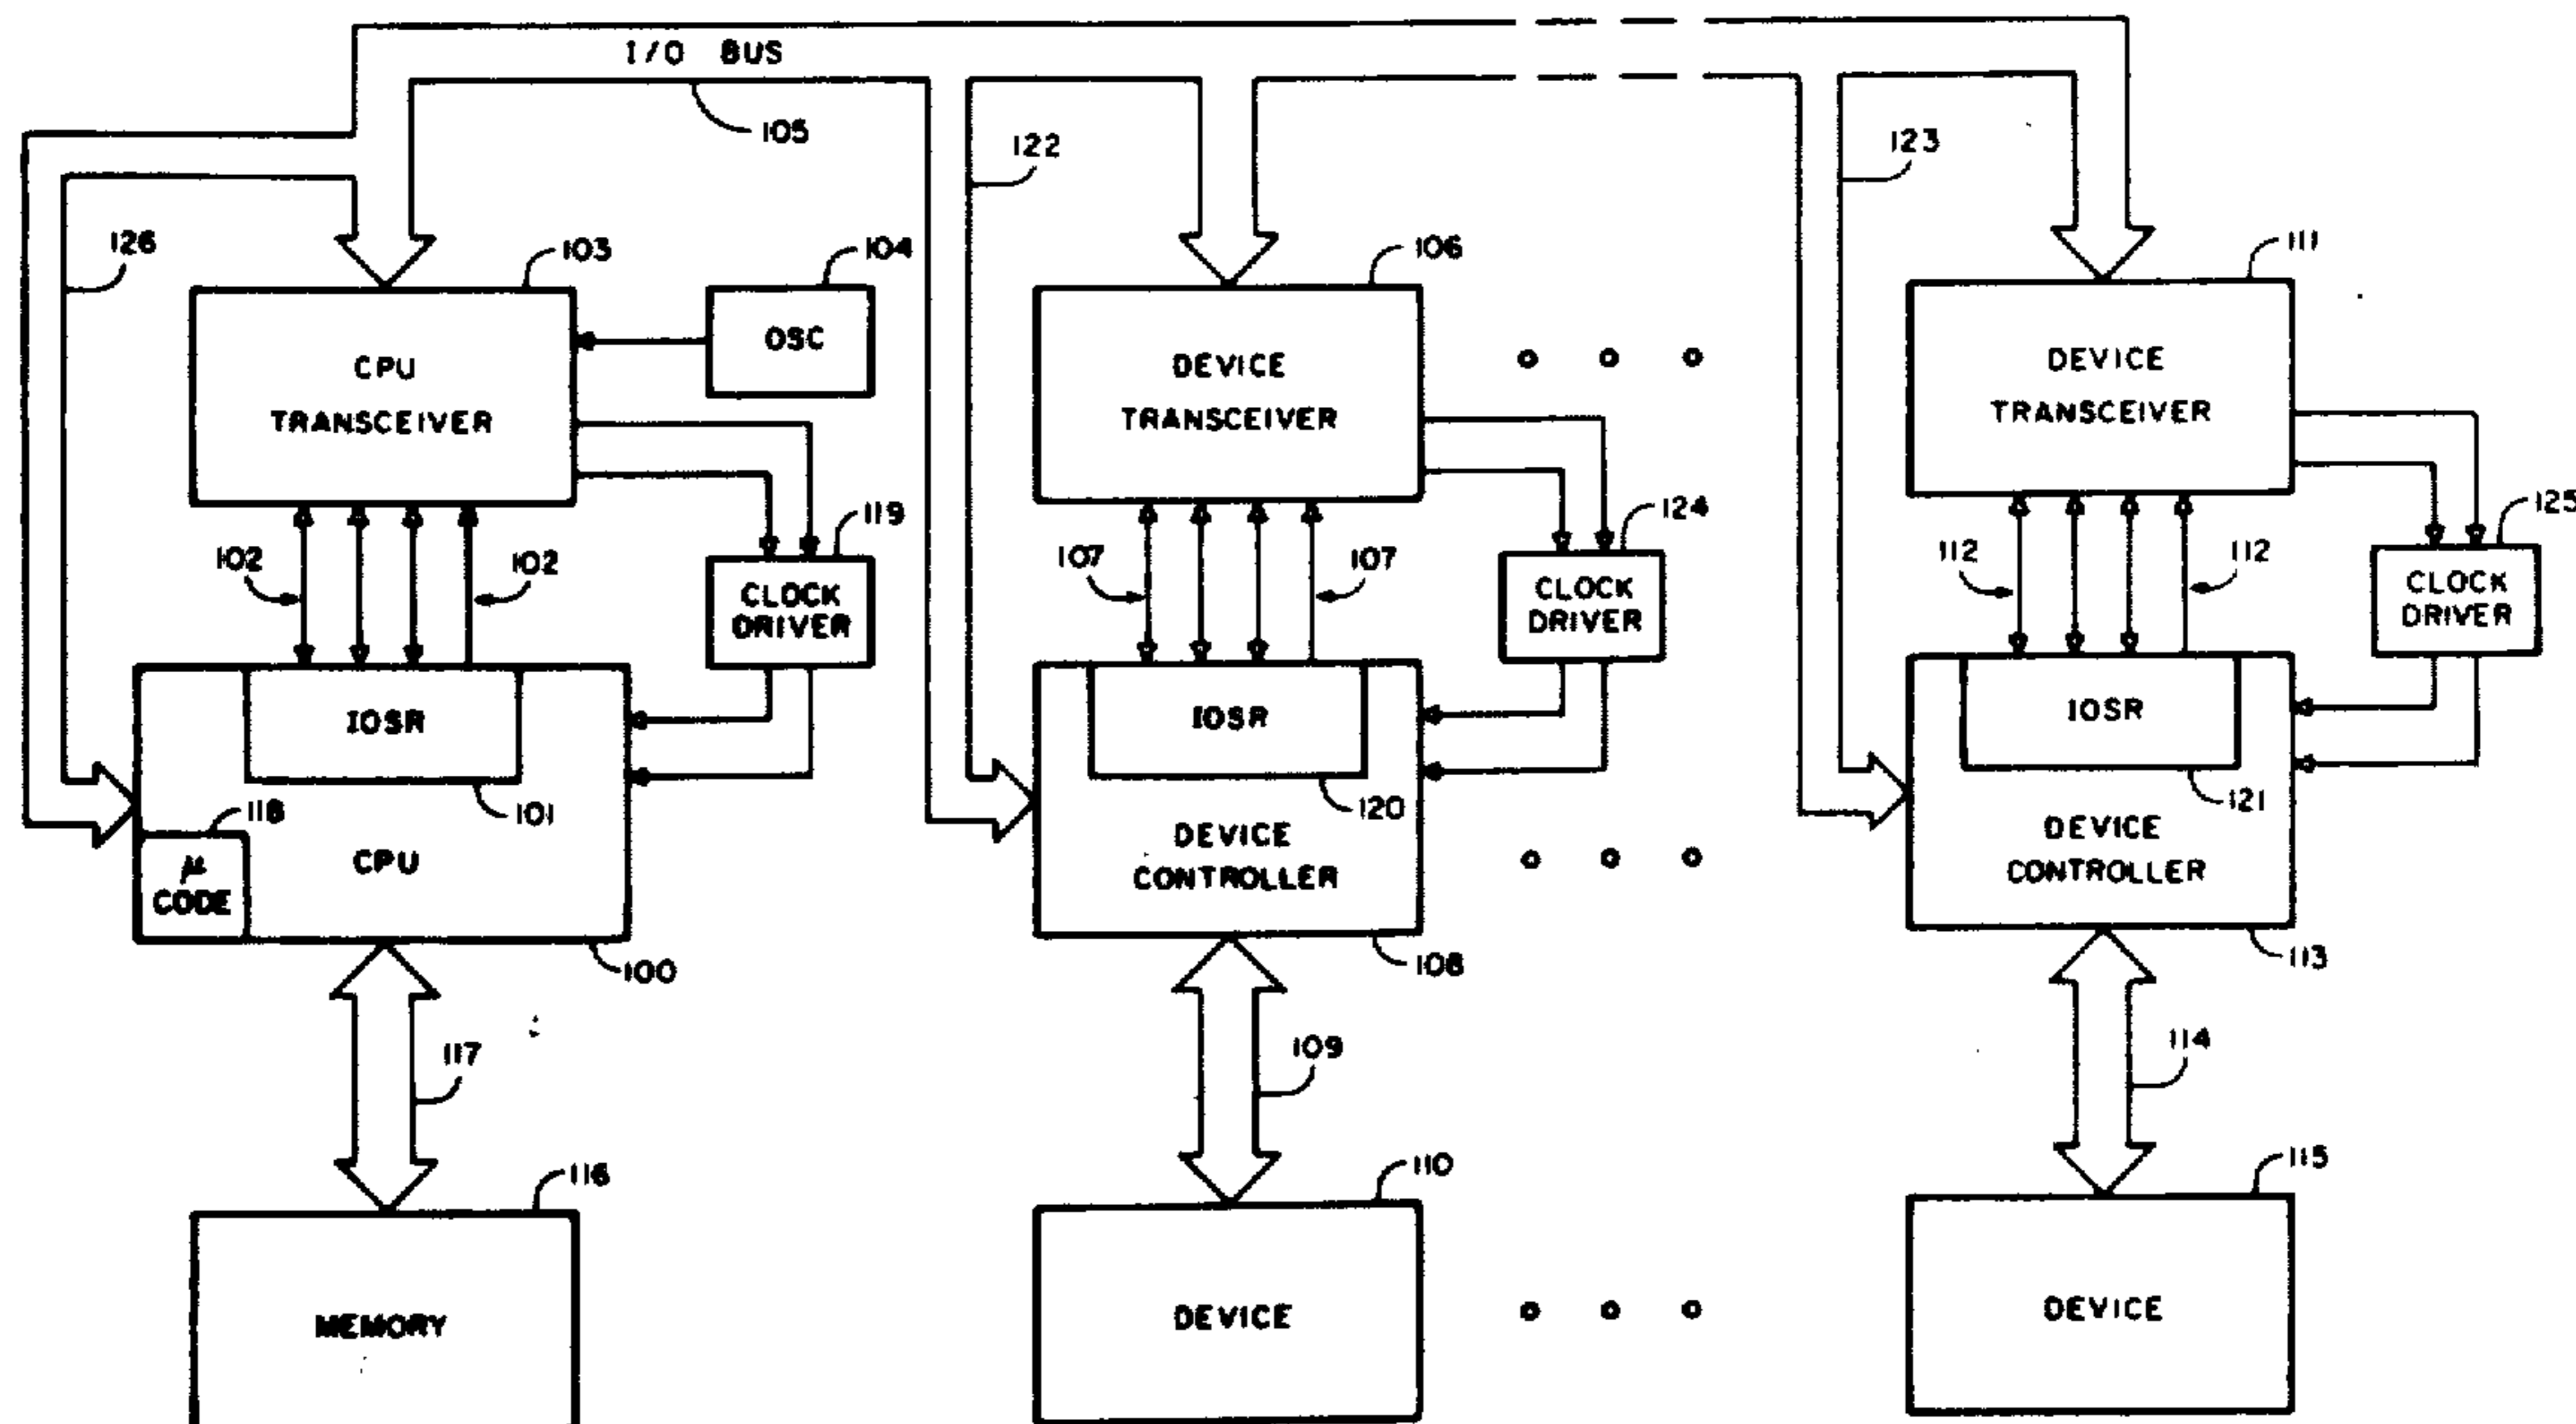 I/O BUS
105
122
123
126
103
104
106
111
CPU
TRANSCEIVER
OSC
DEVICE
TRANSCEIVER
DEVICE
TRANSCEIVER
119
124
125
102
102
107
107
112
112
CLOCK
DRIVER
CLOCK
DRIVER
CLOCK
DRIVER
IOSR
IOSR
IOSR
118
101
120
121
μ
CODE
CPU
DEVICE
CONTROLLER
DEVICE
CONTROLLER
100
108
113
117
109
114
116
110
115
MEMORY
DEVICE
DEVICE